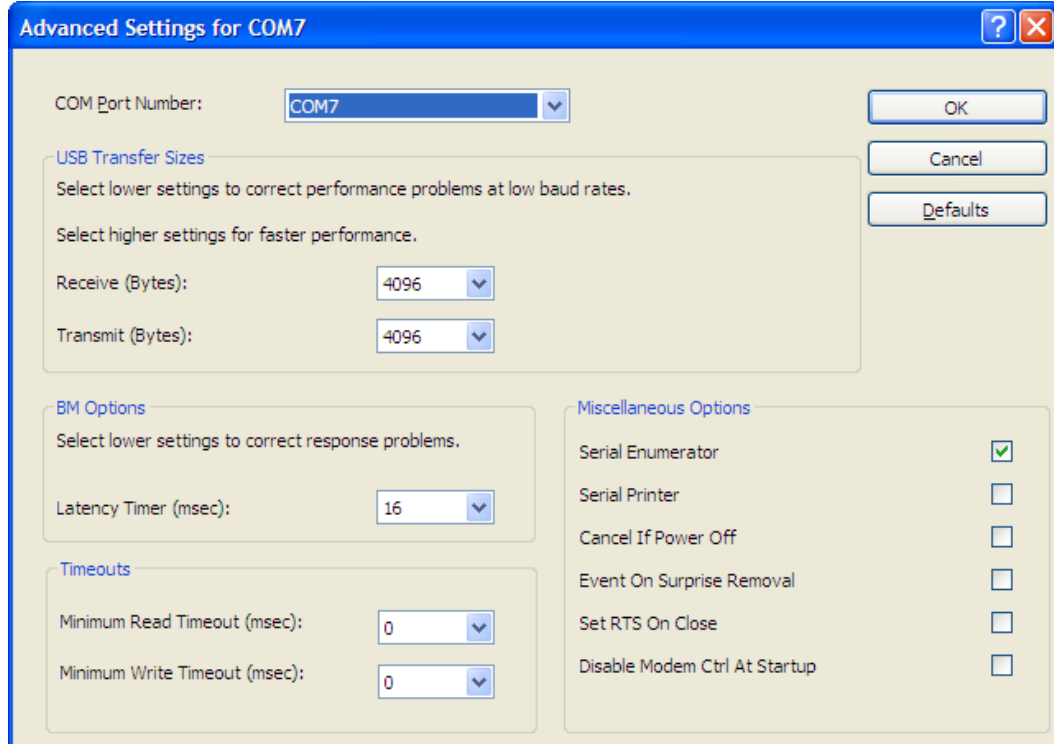 Advanced Settings for COM7
COM Port Number: COM7
OK
USB Transfer Sizes
Cancel
Select lower settings to correct performance problems at low baud rates.
Defaults
Select higher settings for faster performance.
Receive (Bytes): 4096
Transmit (Bytes): 4096
BM Options
Select lower settings to correct response problems.
Latency Timer (msec): 16
Timeouts
Minimum Read Timeout (msec): 0
Minimum Write Timeout (msec): 0
Miscellaneous Options
Serial Enumerator
Serial Printer
Cancel If Power Off
Event On Surprise Removal
Set RTS On Close
Disable Modem Ctrl At Startup